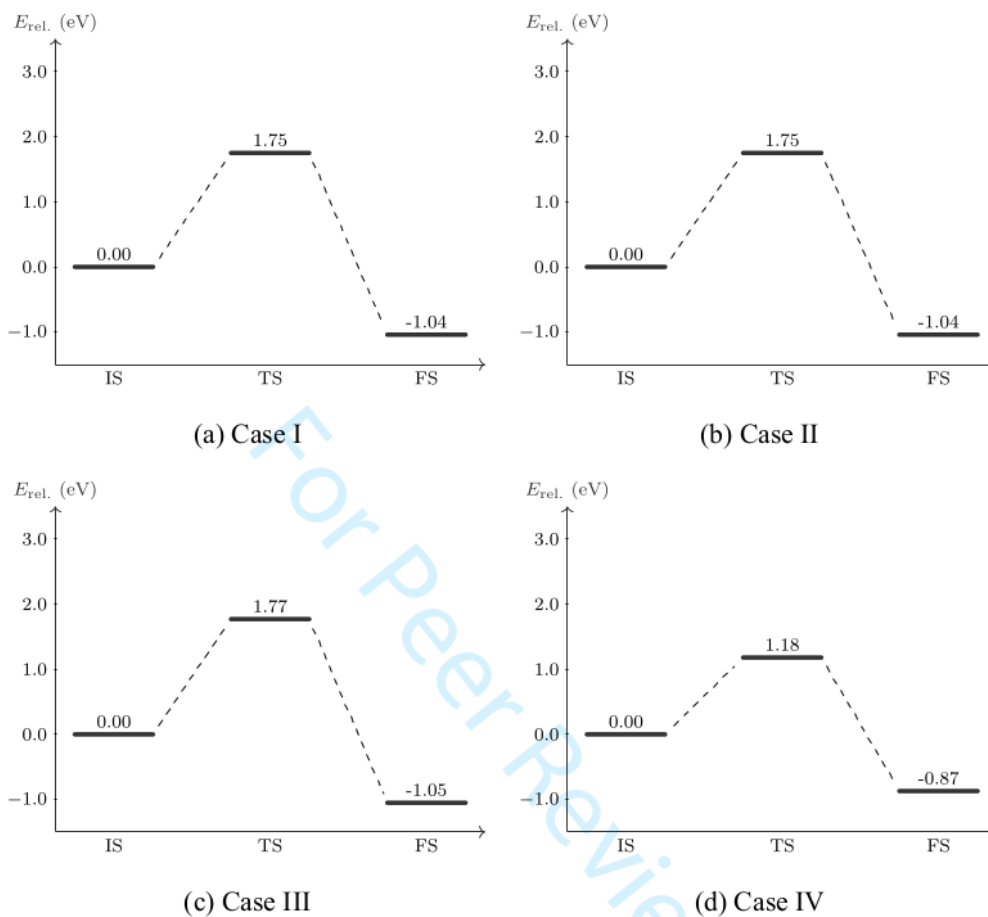 E_rel. (eV)
3.0
2.0
1.0
0.0
−1.0
0.00
1.75
-1.04
IS TS FS
(a) Case I
E_rel. (eV)
3.0
2.0
1.0
0.0
−1.0
0.00
1.75
-1.04
IS TS FS
(b) Case II
E_rel. (eV)
3.0
2.0
1.0
0.0
−1.0
0.00
1.77
-1.05
IS TS FS
(c) Case III
E_rel. (eV)
3.0
2.0
1.0
0.0
−1.0
0.00
1.18
-0.87
IS TS FS
(d) Case IV
For Peer Revie